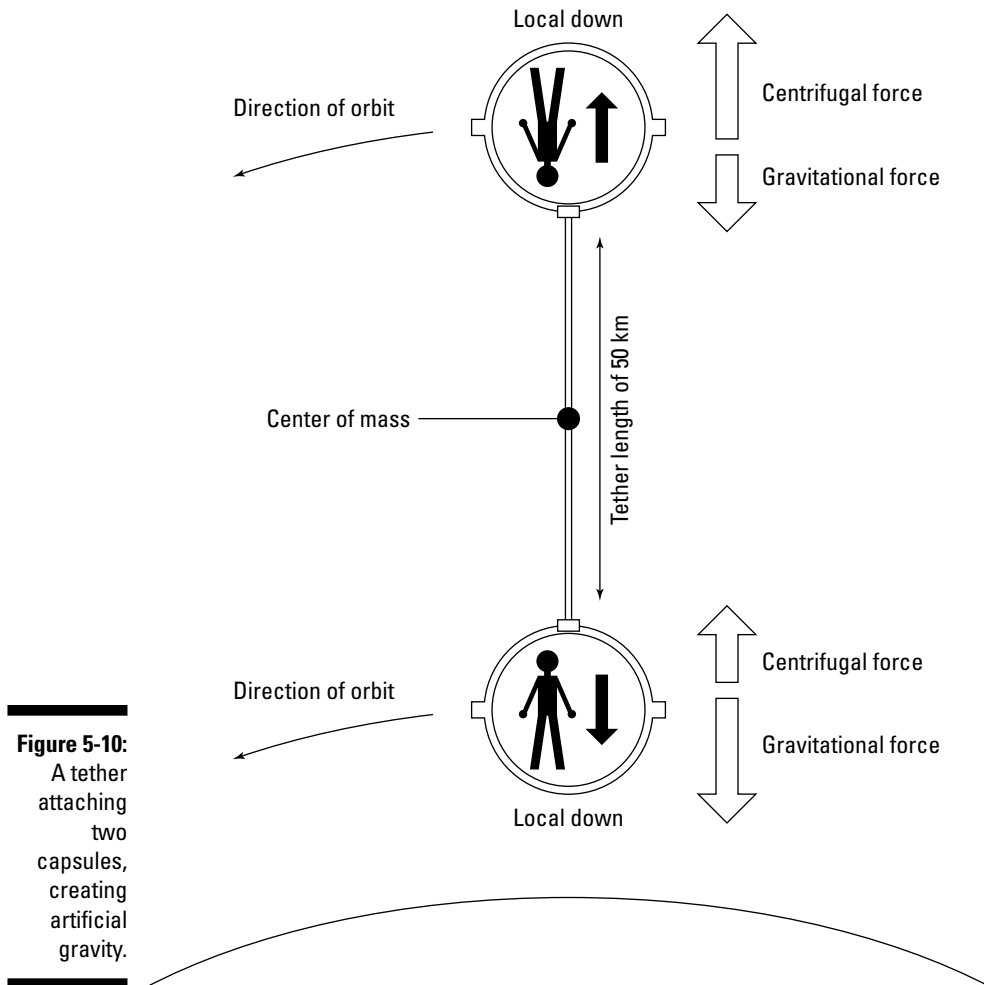 Local down
Centrifugal force
Direction of orbit
Gravitational force
Tether length of 50 km
Center of mass
Centrifugal force
Direction of orbit
Gravitational force
Local down
Figure 5-10:
A tether
attaching
two
capsules,
creating
artificial
gravity.